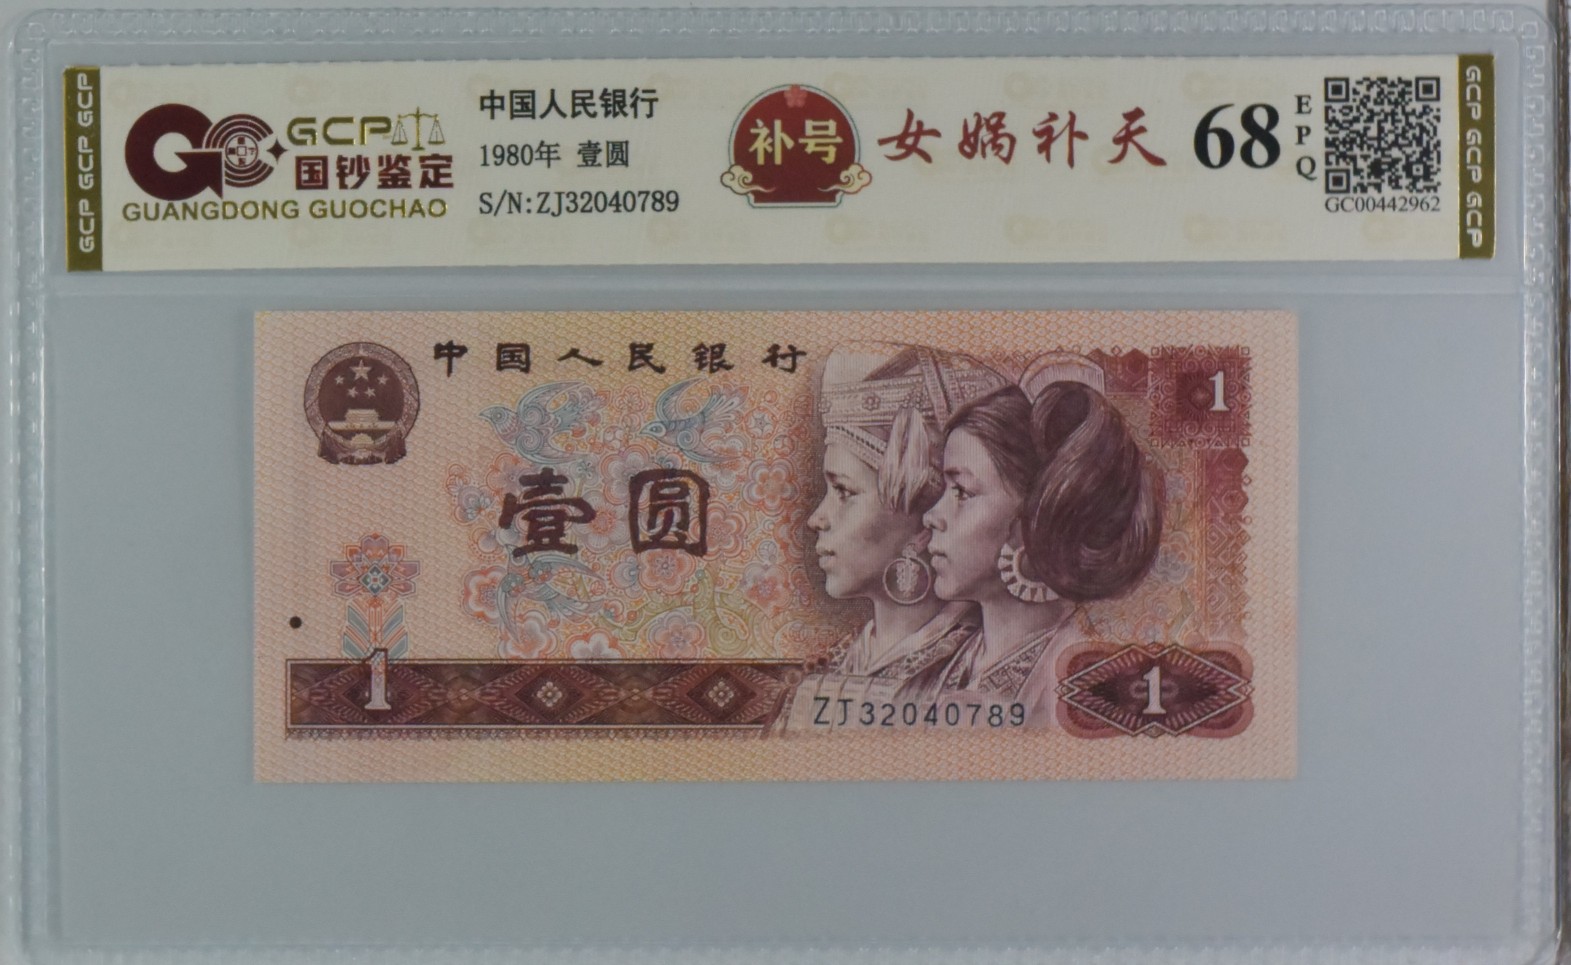 GCP GCP GCP
GCP
国钞鉴定
GUANGDONG GUOCHAO
中国人民银行
1980年 壹圆
S/N:ZJ32040789
补号
女娲补天
68
EPQ
GC00442962
GCP GCP GCP
中国人民银行
1
壹圆
1
ZJ32040789
1